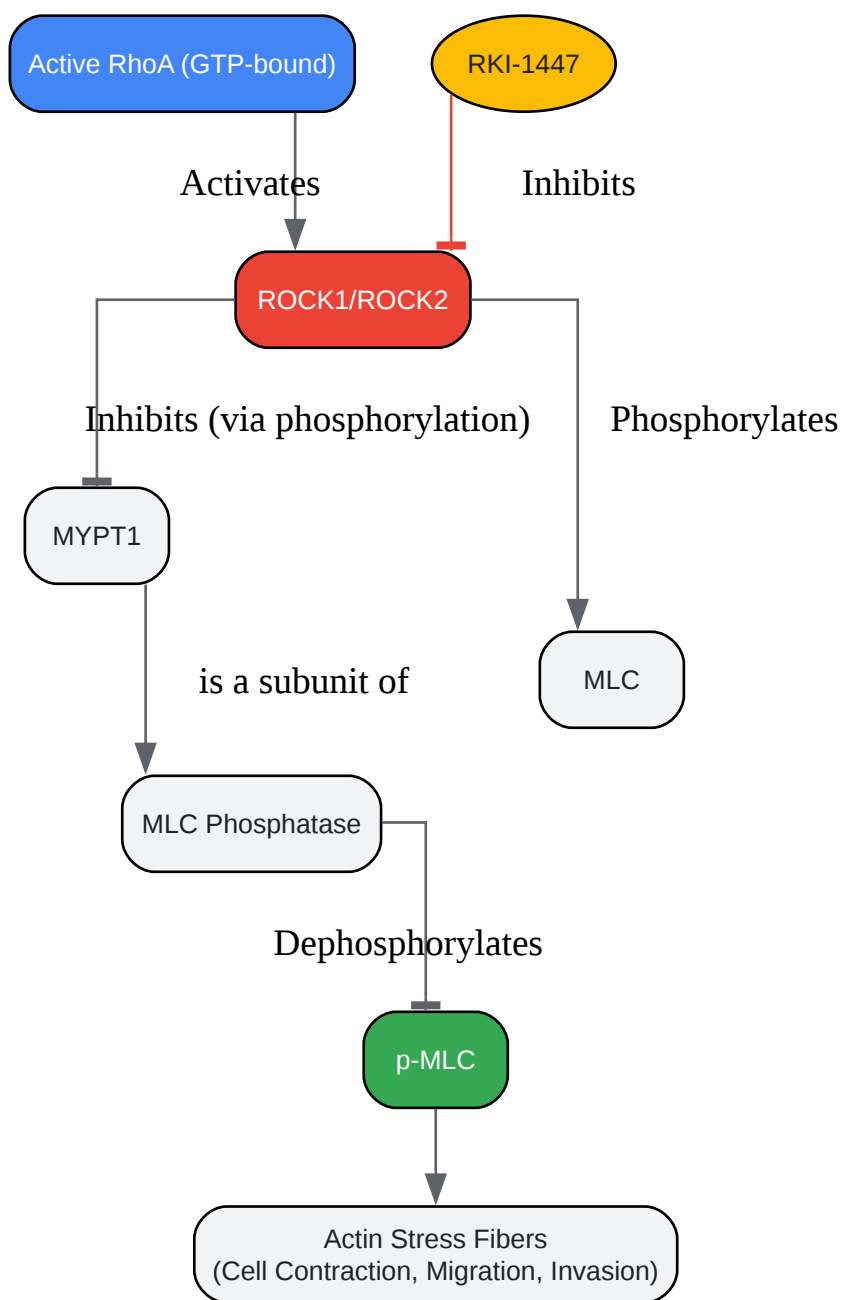 Active RhoA (GTP-bound)
RKI-1447
Activates
Inhibits
ROCK1/ROCK2
Inhibits (via phosphorylation)
Phosphorylates
MYPT1
is a subunit of
MLC
MLC Phosphatase
Dephosphorylates
p-MLC
Actin Stress Fibers
(Cell Contraction, Migration, Invasion)